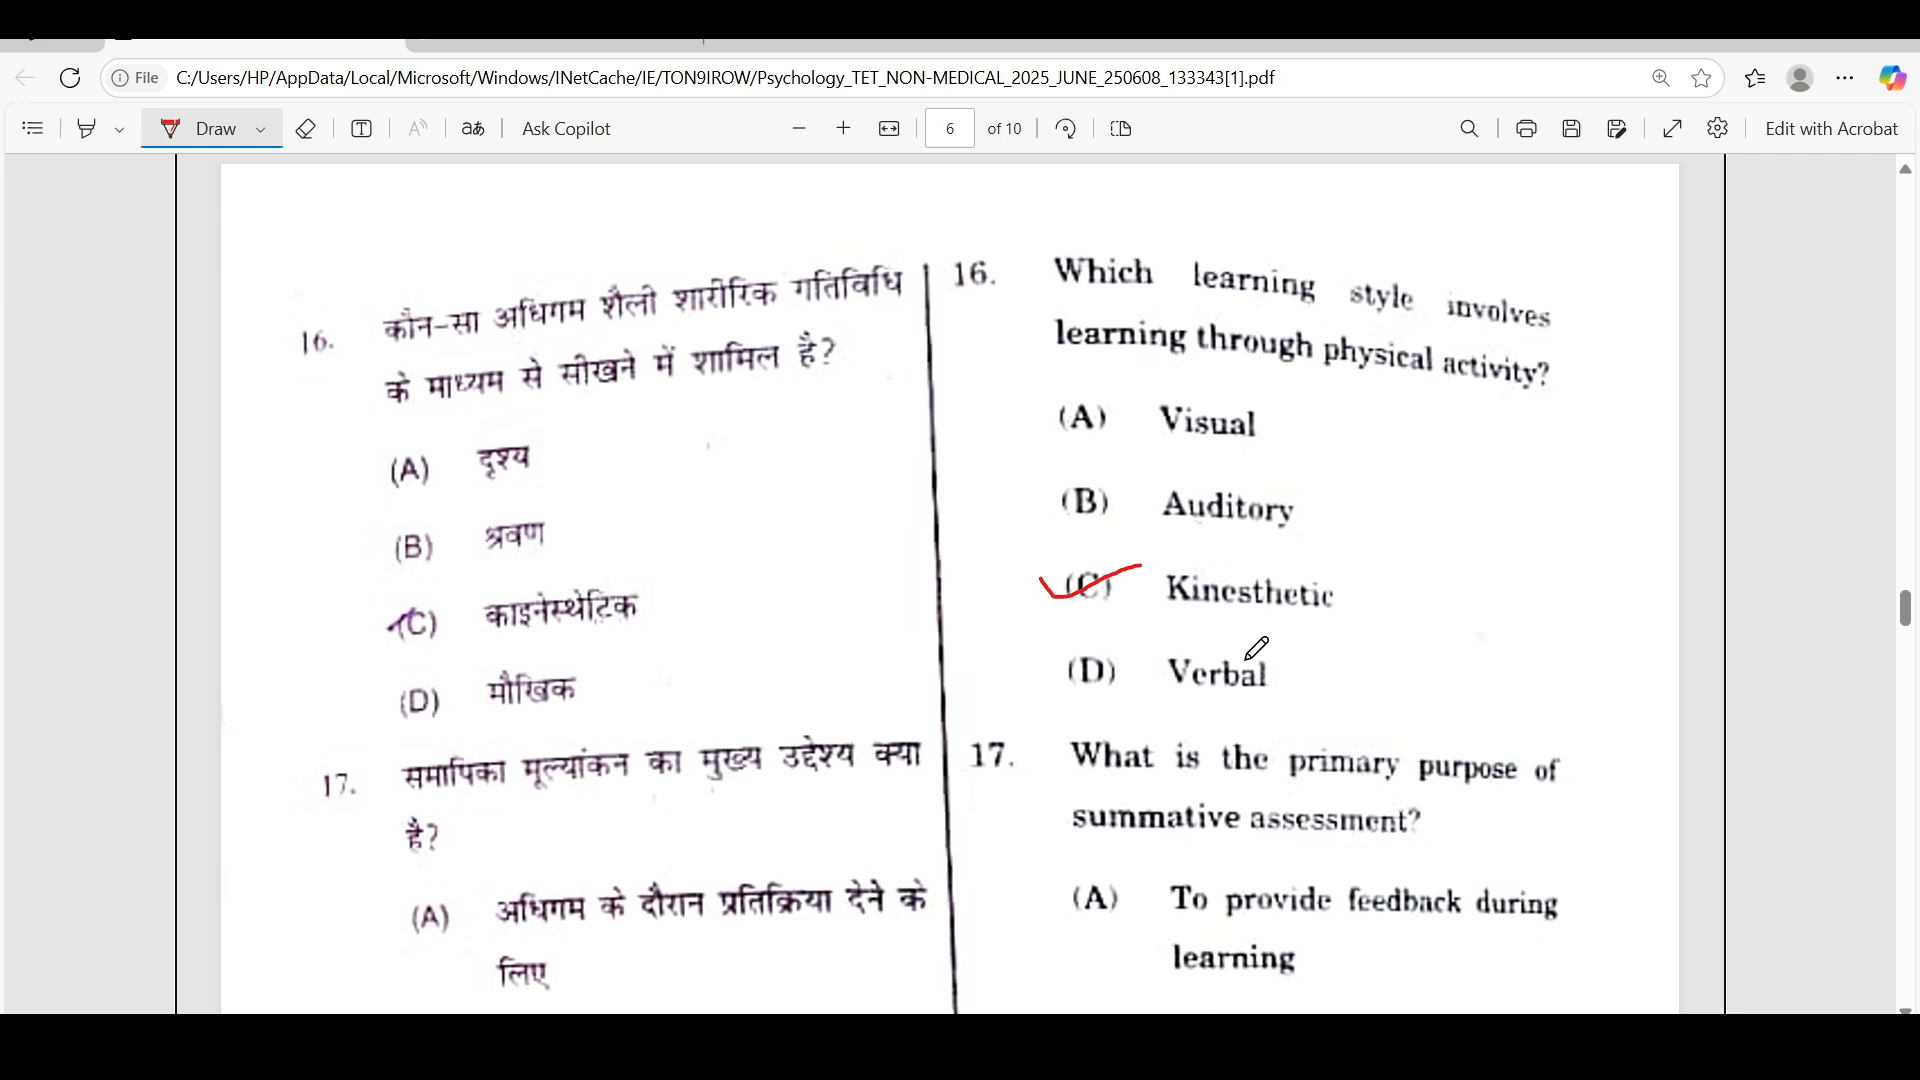 File
C:/Users/HP/AppData/Local/Microsoft/Windows/INetCache/IE/TON9IROW/Psychology_TET_NON-MEDICAL_2025_JUNE_250608_133343[1].pdf
Draw
aあ
Ask Copilot
6 of 10
Edit with Acrobat
16. कौन-सा अधिगम शैली शारीरिक गतिविधि
के माध्यम से सीखने में शामिल है?
(A) दृश्य
(B) श्रवण
(C) काइनेस्थेटिक
(D) मौखिक
17. समापिका मूल्यांकन का मुख्य उद्देश्य क्या
है?
(A) अधिगम के दौरान प्रतिक्रिया देने के
लिए
16. Which learning style involves
learning through physical activity?
(A) Visual
(B) Auditory
(C) Kinesthetic
(D) Verbal
17. What is the primary purpose of
summative assessment?
(A) To provide feedback during
learning